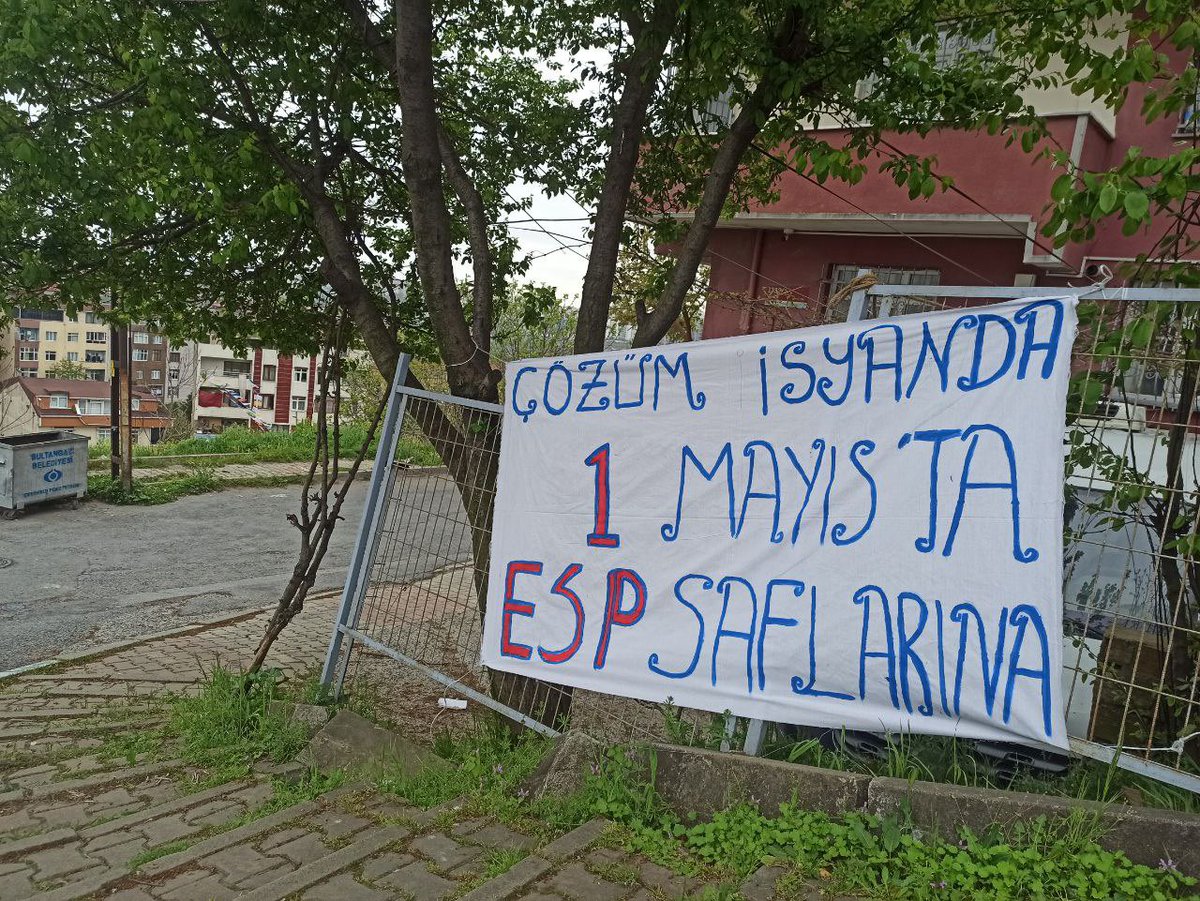 ÇÖZÜM İSYANDA
1 MAYIS'TA
ESP SAFLARINA
SULTANGAZİ
BELEDİYESİ